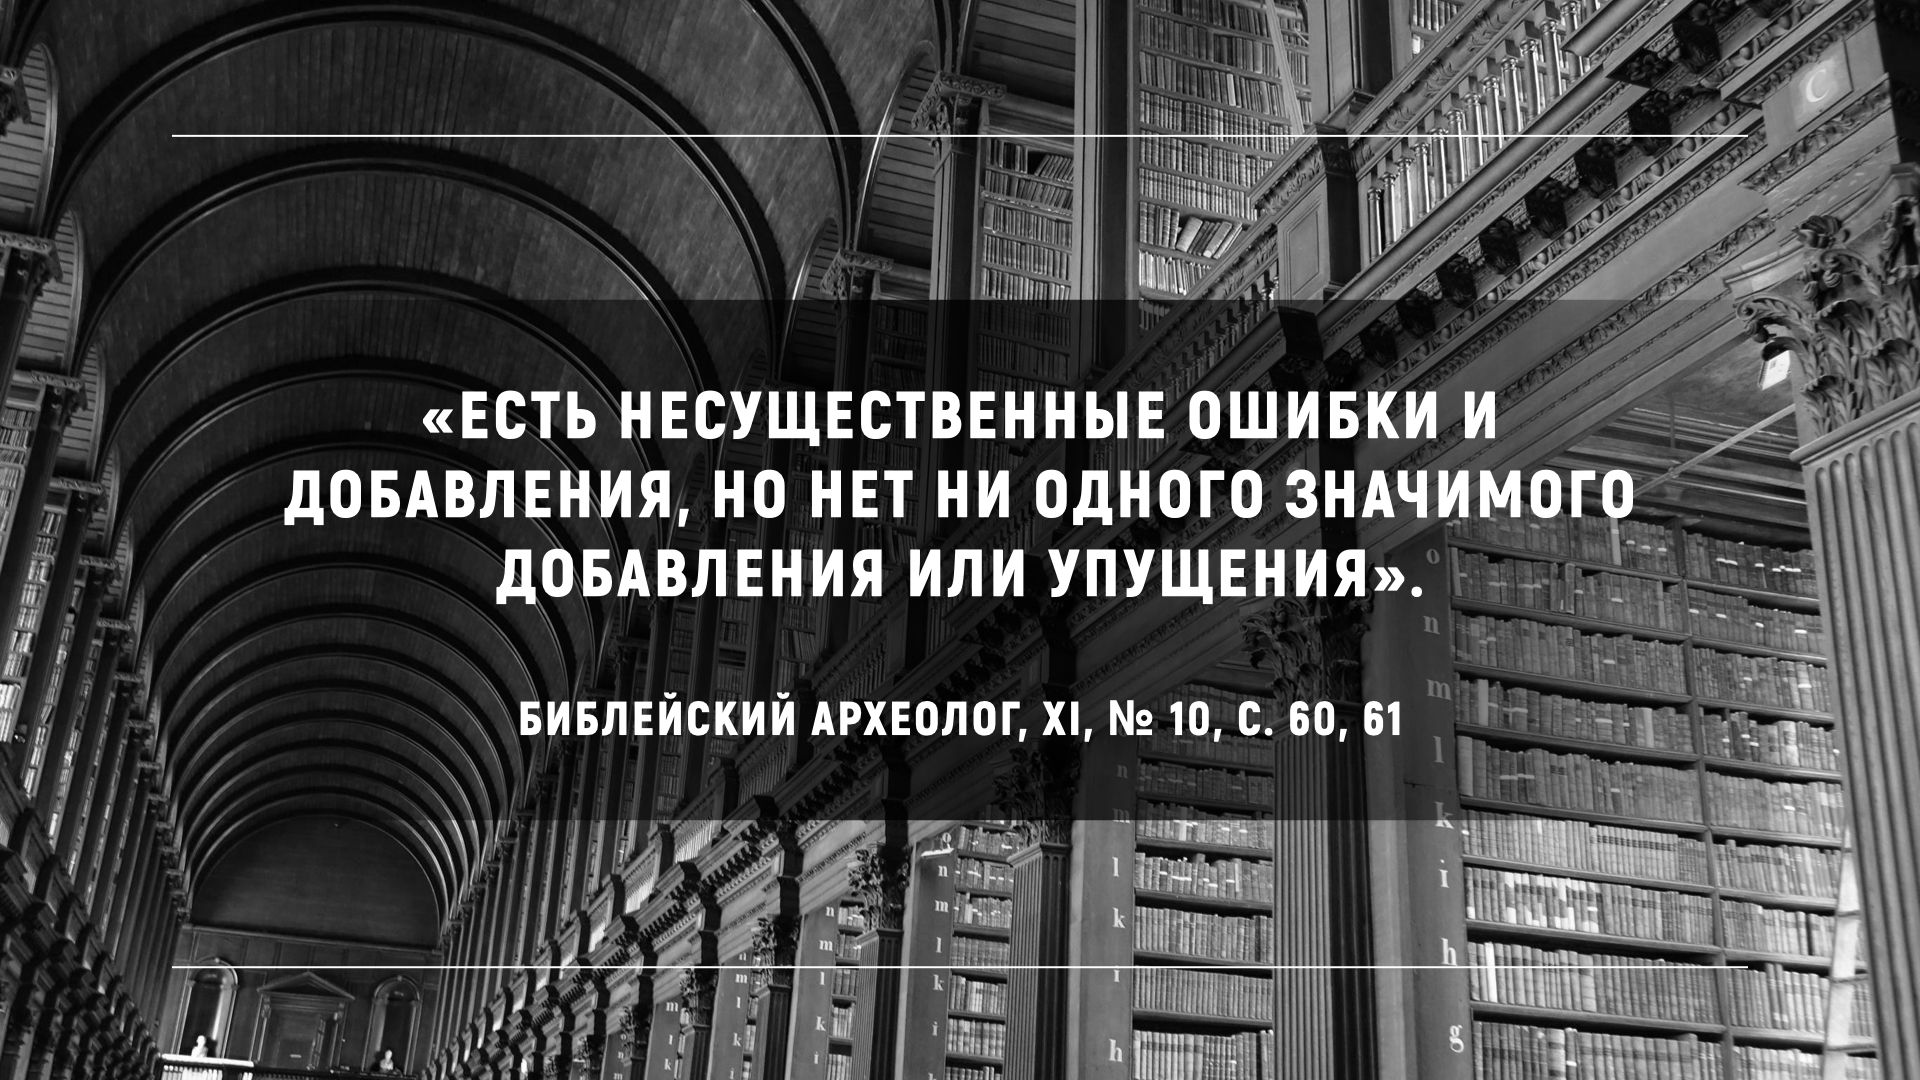 «ЕСТЬ НЕСУЩЕСТВЕННЫЕ ОШИБКИ И
ДОБАВЛЕНИЯ, НО НЕТ НИ ОДНОГО ЗНАЧИМОГО
ДОБАВЛЕНИЯ ИЛИ УПУЩЕНИЯ».
БИБЛЕЙСКИЙ АРХЕОЛОГ, XI, № 10, С. 60, 61
C
o
n
m
l
k
i
h
g
n
m
l
k
i
h
o
n
m
l
k
i
h
n
m
l
k
i
m
l
k
i